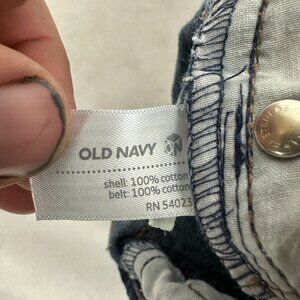 OLD NAVY
shell: 100% cotton
belt: 100% cotton
RN 54023